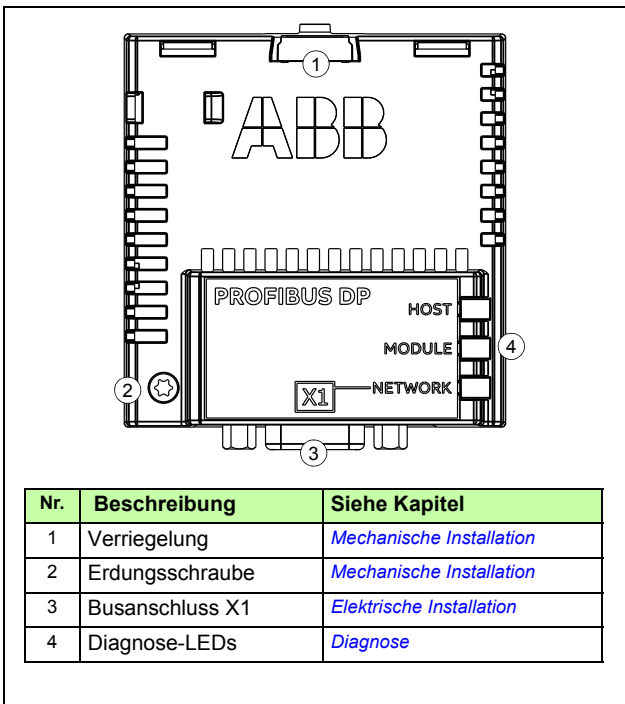 1
ABB
PROFIBUS DP
HOST
MODULE
4
2
X1
NETWORK
3
Nr. Beschreibung Siehe Kapitel
1 Verriegelung Mechanische Installation
2 Erdungsschraube Mechanische Installation
3 Busanschluss X1 Elektrische Installation
4 Diagnose-LEDs Diagnose